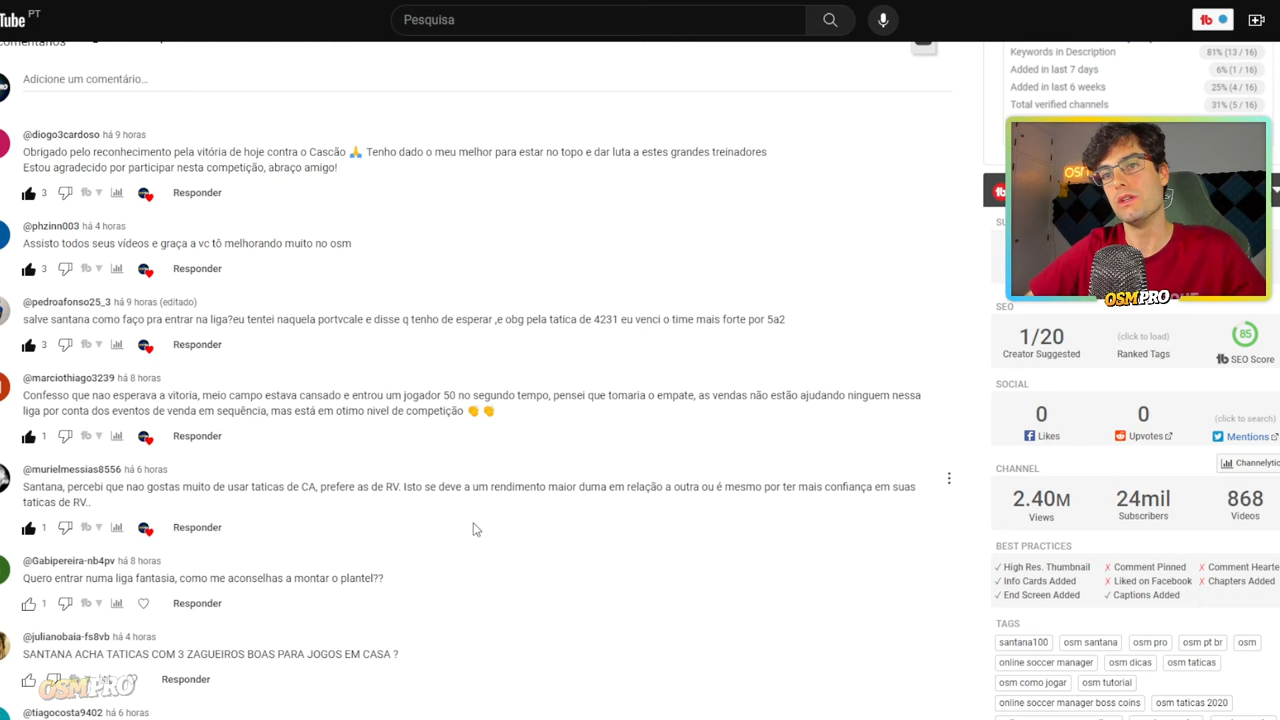 Tube PT
Pesquisa
comentários
Adicione um comentário...
@diogo3cardoso há 9 horas
Obrigado pelo reconhecimento pela vitória de hoje contra o Cascão 🙏 Tenho dado o meu melhor para estar no topo e dar luta a estes grandes treinadores
Estou agradecido por participar nesta competição, abraço amigo!
3 Responder
@phzinn003 há 4 horas
Assisto todos seus vídeos e graça a vc tô melhorando muito no osm
3 Responder
@pedroafonso25_3 há 9 horas (editado)
salve santana como faço pra entrar na liga?eu tentei naquela portvcale e disse q tenho de esperar ,e obg pela tatica de 4231 eu venci o time mais forte por 5a2
3 Responder
@marciothiago3239 há 8 horas
Confesso que nao esperava a vitoria, meio campo estava cansado e entrou um jogador 50 no segundo tempo, pensei que tomaria o empate, as vendas não estão ajudando ninguem nessa
liga por conta dos eventos de venda em sequência, mas está em otimo nivel de competição 👏 👏
1 Responder
@murielmessias8556 há 6 horas
Santana, percebi que nao gostas muito de usar taticas de CA, prefere as de RV. Isto se deve a um rendimento maior duma em relação a outra ou é mesmo por ter mais confiança em suas
taticas de RV..
1 Responder
@Gabipereira-nb4pv há 8 horas
Quero entrar numa liga fantasia, como me aconselhas a montar o plantel??
1 Responder
@julianobaia-fs8vb há 4 horas
SANTANA ACHA TATICAS COM 3 ZAGUEIROS BOAS PARA JOGOS EM CASA ?
Responder
OSMPRO
@tiagocosta9402 há 6 horas
Keywords in Description 81% (13 / 16)
Added in last 7 days 6% (1 / 16)
Added in last 6 weeks 25% (4 / 16)
Total verified channels 31% (5 / 16)
OSM
OSMPRO
SEO
1/20 (click to load) 85
Creator Suggested Ranked Tags SEO Score
SOCIAL
0 0 (click to search)
Likes Upvotes Mentions
CHANNEL
Channelytic
2.40M 24mil 868
Views Subscribers Videos
BEST PRACTICES
✓ High Res. Thumbnail ✗ Comment Pinned ✗ Comment Hearte
✓ Info Cards Added ✗ Liked on Facebook ✗ Chapters Added
✓ End Screen Added ✓ Captions Added
TAGS
santana100 osm santana osm pro osm pt br osm
online soccer manager osm dicas osm taticas
osm como jogar osm tutorial
online soccer manager boss coins osm taticas 2020